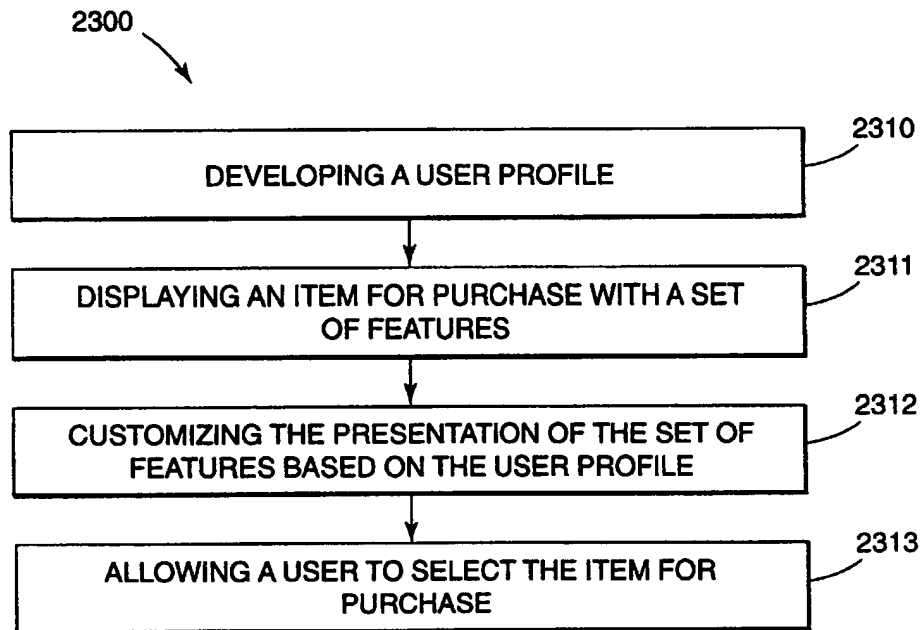 2300
2310
DEVELOPING A USER PROFILE
2311
DISPLAYING AN ITEM FOR PURCHASE WITH A SET
OF FEATURES
2312
CUSTOMIZING THE PRESENTATION OF THE SET OF
FEATURES BASED ON THE USER PROFILE
2313
ALLOWING A USER TO SELECT THE ITEM FOR
PURCHASE